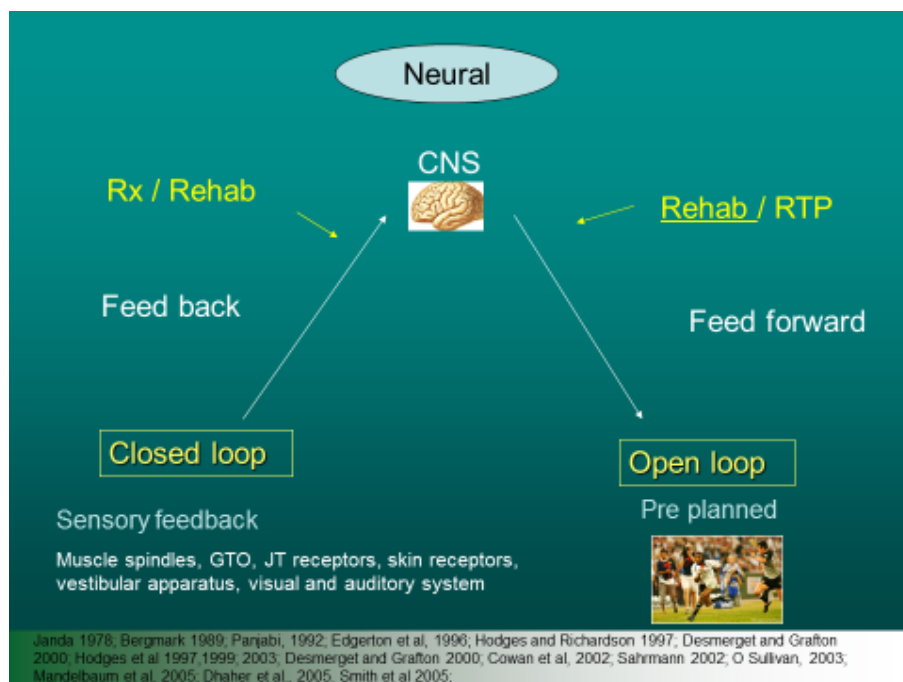 Neural
CNS
Rx / Rehab
Rehab / RTP
Feed back
Feed forward
Closed loop
Open loop
Sensory feedback
Pre planned
Muscle spindles, GTO, JT receptors, skin receptors,
vestibular apparatus, visual and auditory system
Janda 1978; Bergmark 1989; Panjabi, 1992; Edgerton et al, 1996; Hodges and Richardson 1997; Desmerget and Grafton
2000; Hodges et al 1997,1999; 2003; Desmerget and Grafton 2000; Cowan et al, 2002; Sahrmann 2002; O Sullivan, 2003;
Mandelbaum et al, 2005; Dhaher et al., 2005. Smith et al 2005;